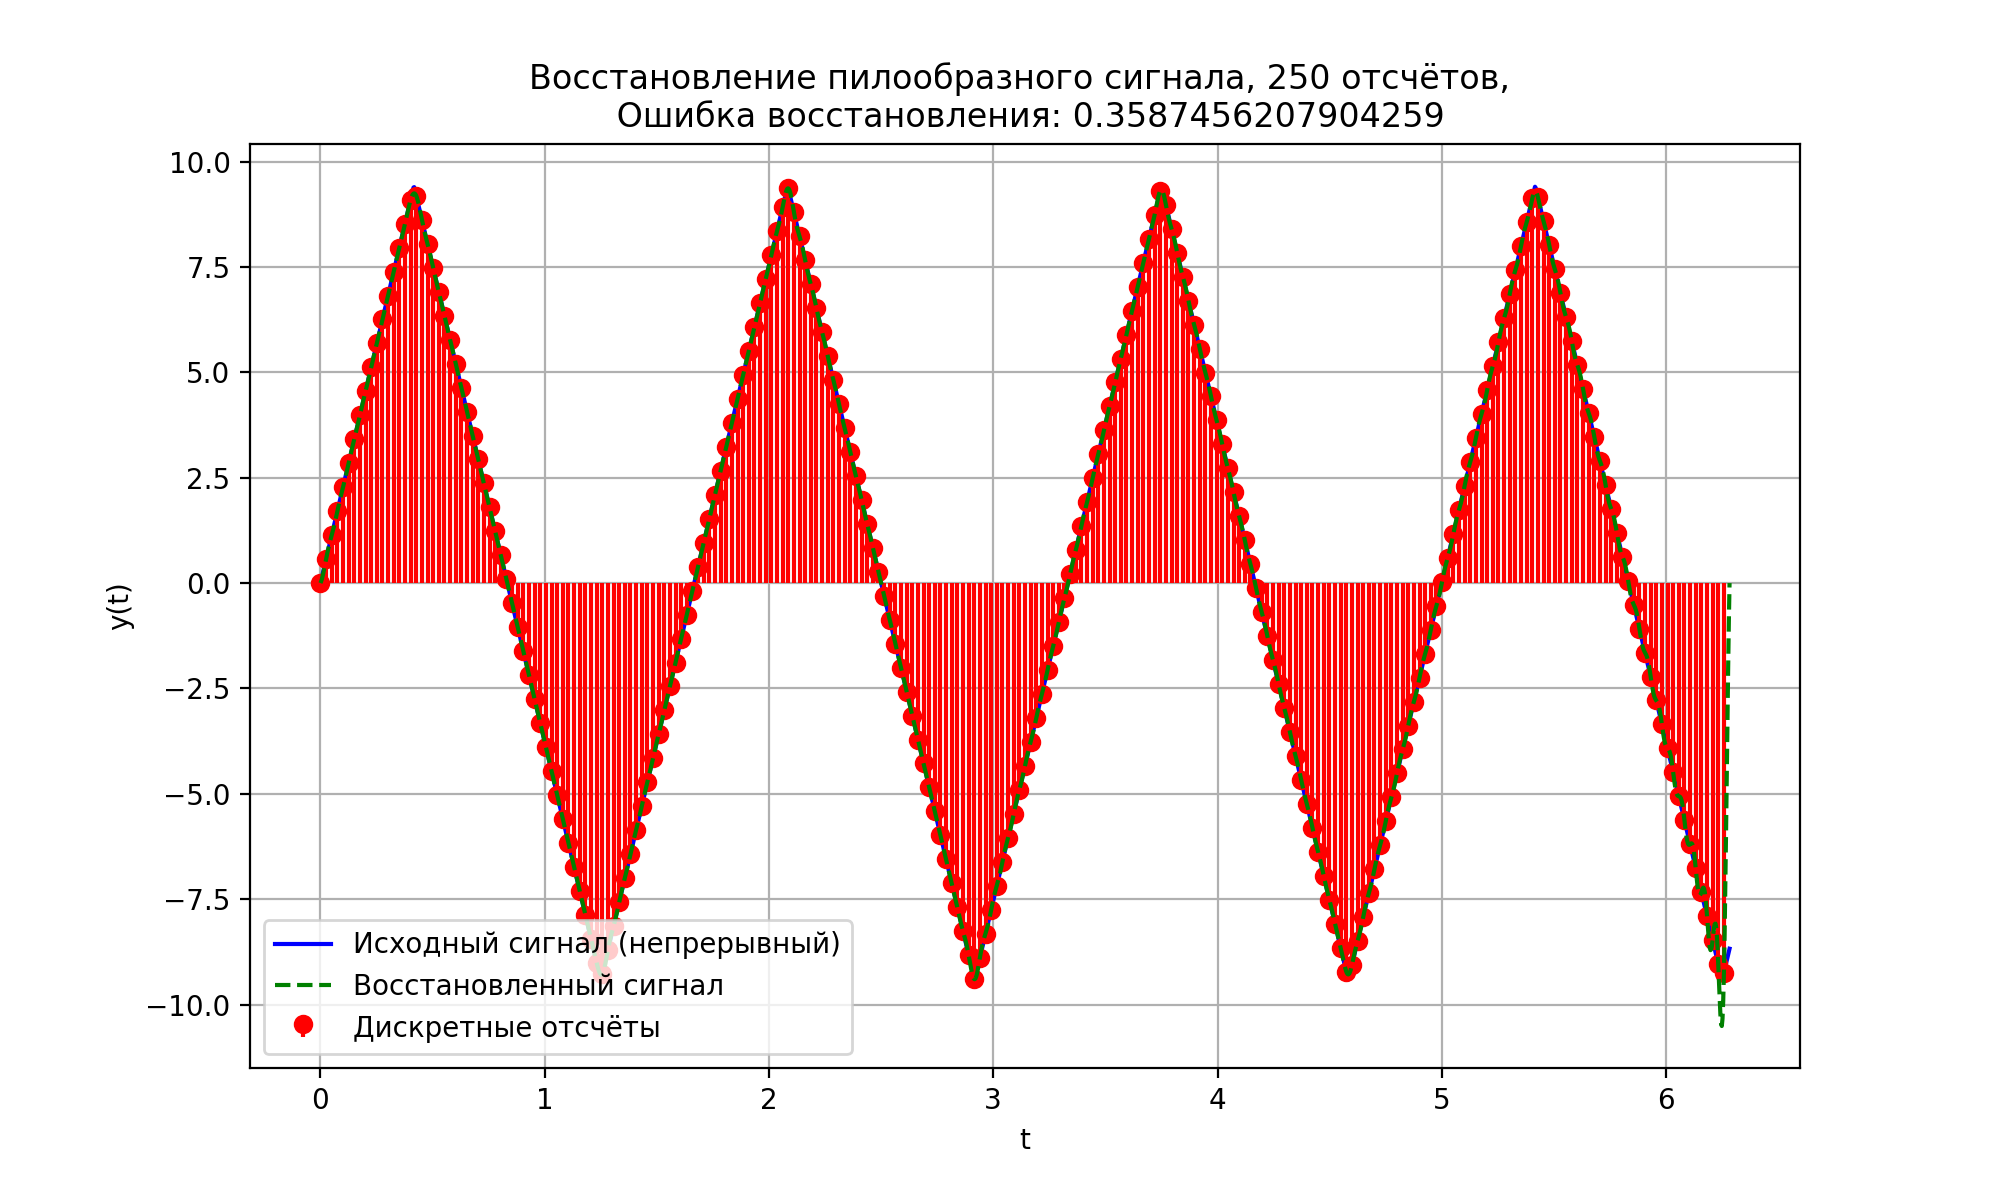 Восстановление пилообразного сигнала, 250 отсчётов,
Ошибка восстановления: 0.3587456207904259
10.0
7.5
5.0
2.5
0.0
−2.5
−5.0
−7.5
−10.0
y(t)
Исходный сигнал (непрерывный)
Восстановленный сигнал
Дискретные отсчёты
0 1 2 3 4 5 6
t